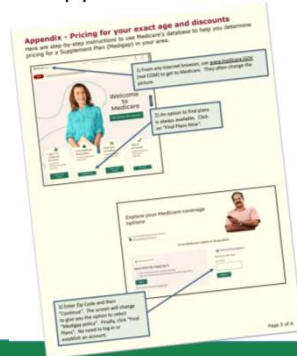 Appendix - Pricing for your exact age and discounts
Here are step-by-step instructions to use Medicare's database to help you determine
pricing for a Supplement Plan (Medigap) in your area.
1) From any internet browser, use www.medicare.GOV
(not COM) to get to Medicare. They often change the
picture.
Welcome
to
Medicare
2) An option to find plans
is always available. Click
on "Find Plans Now".
Explore your Medicare coverage
options
3) Enter Zip Code and then
"Continue". The screen will change
to give you the option to select
"Medigap policy". Finally, click "Find
Plans". No need to log in or
establish an account.
Page 5 of 6